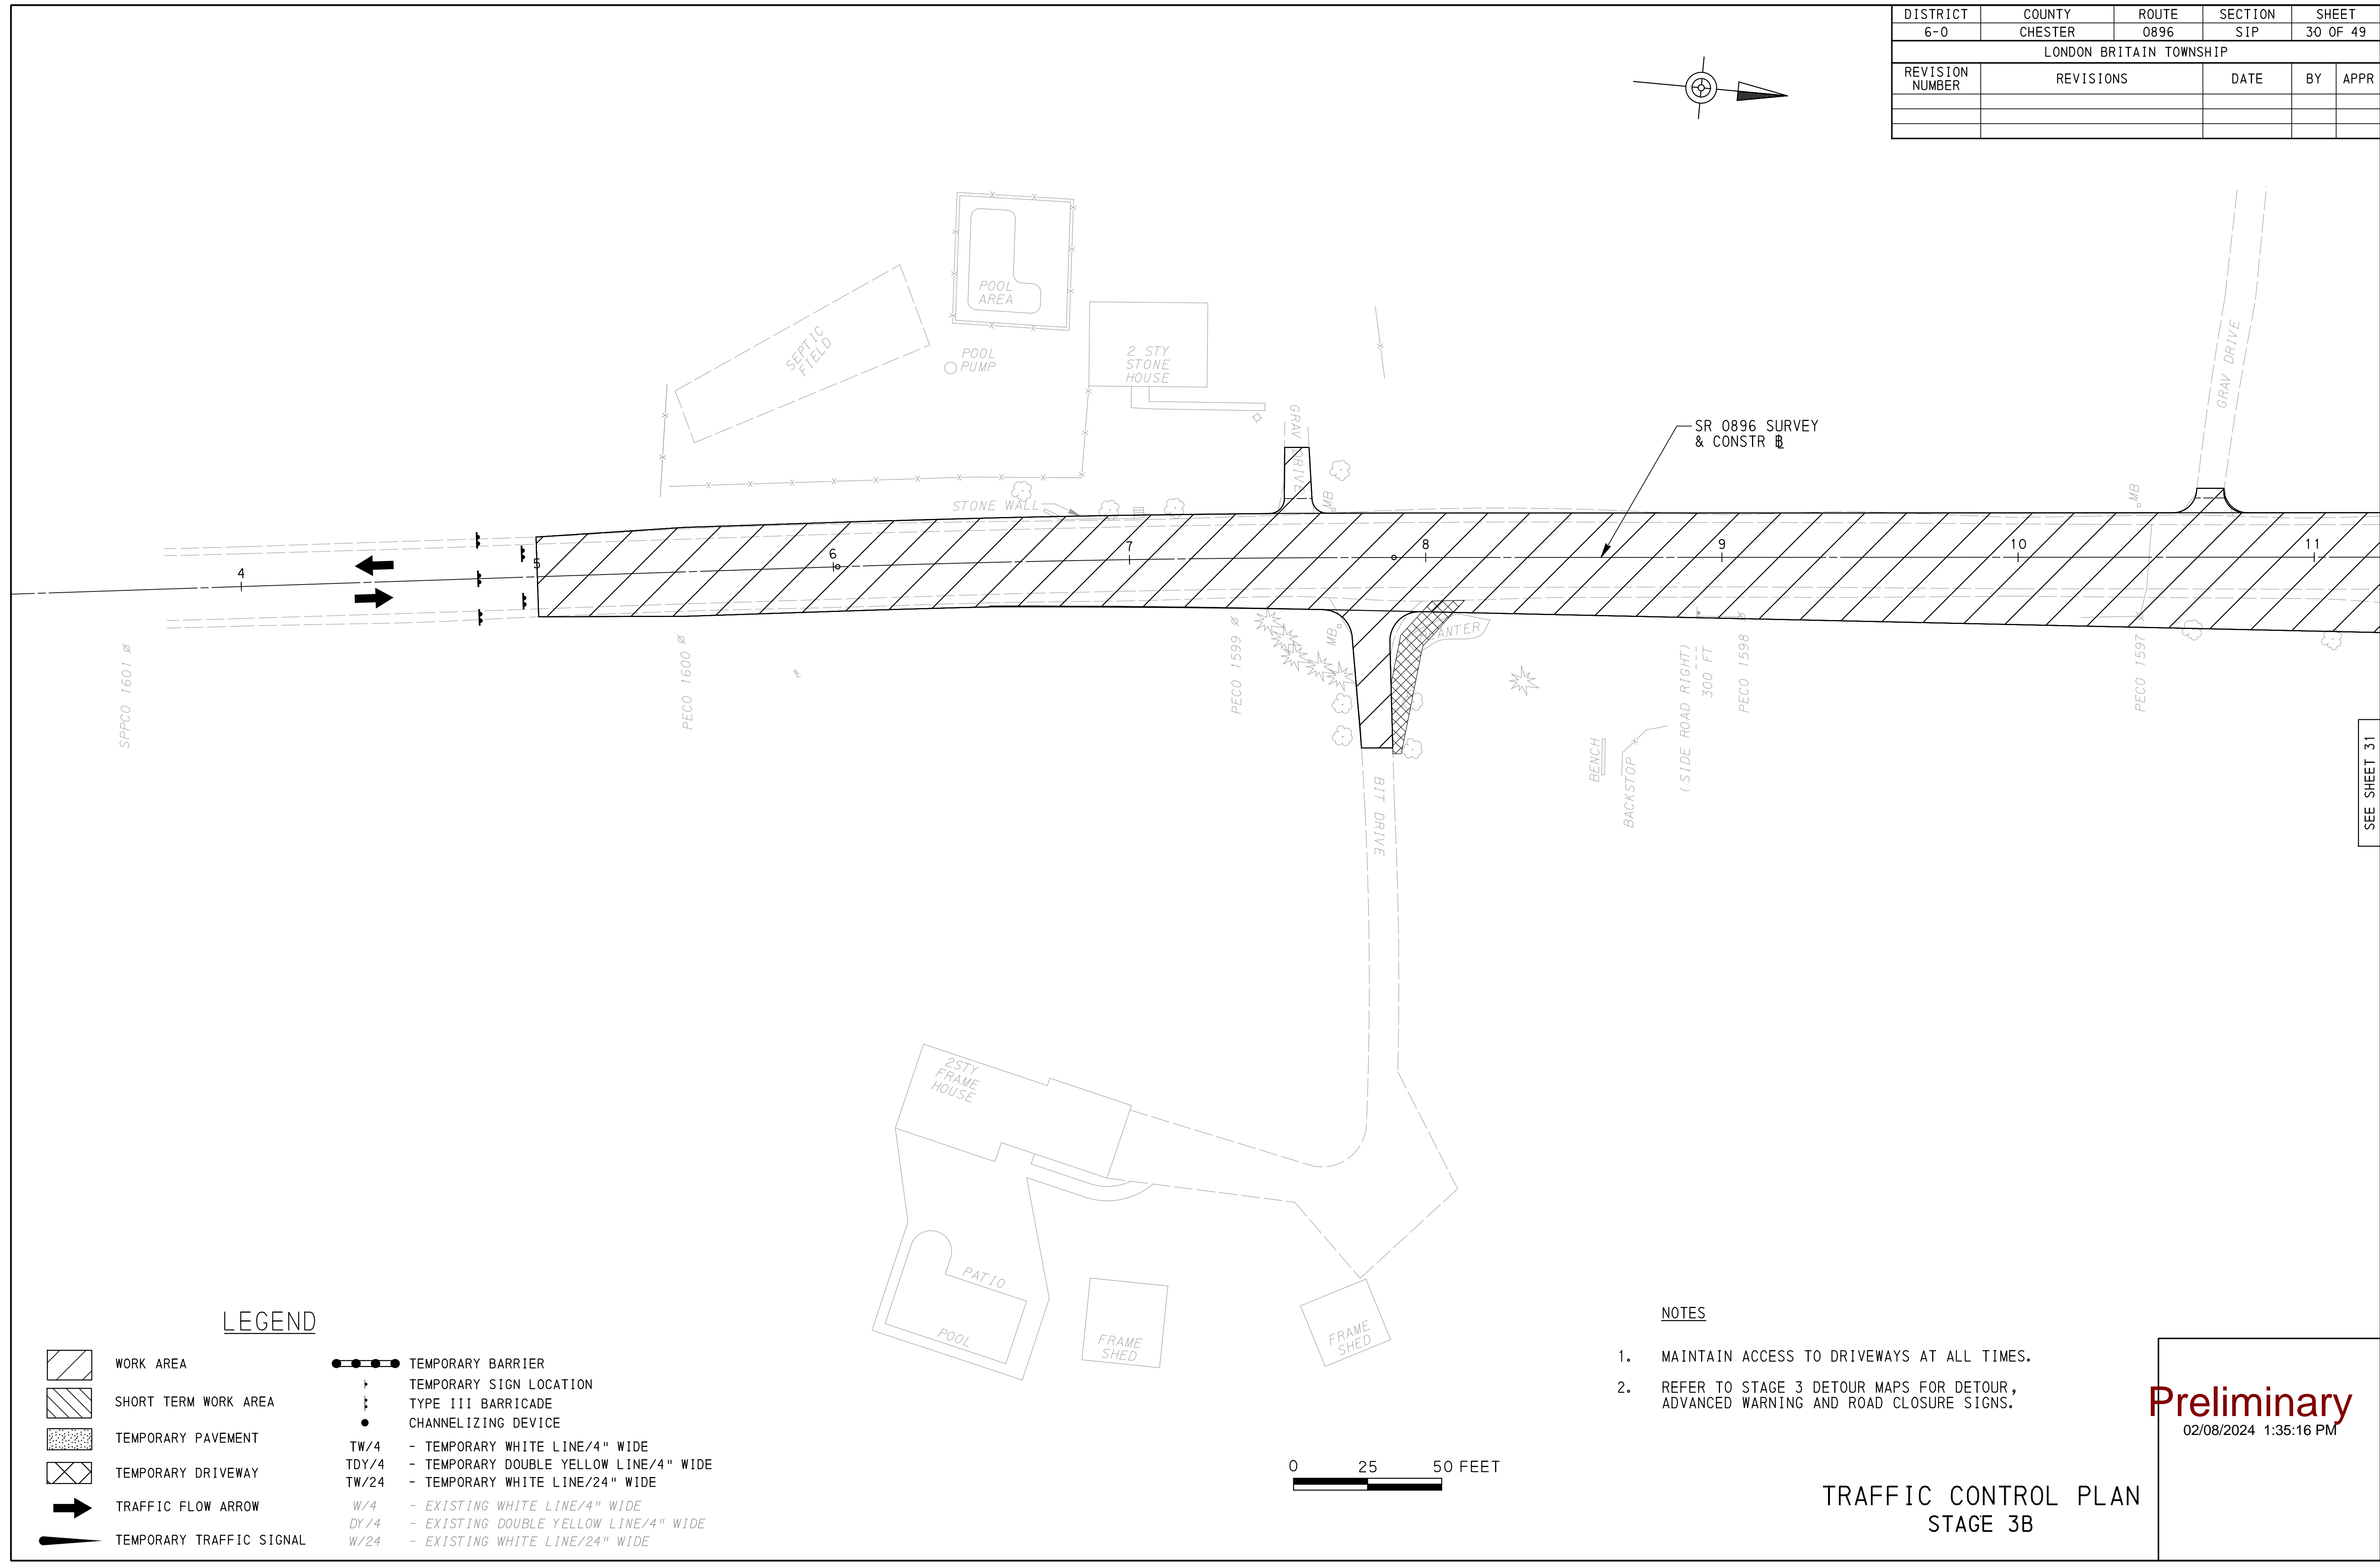 DISTRICT COUNTY ROUTE SECTION SHEET
6-0 CHESTER 0896 SIP 30 OF 49
LONDON BRITAIN TOWNSHIP
REVISION NUMBER REVISIONS DATE BY APPR
POOL
AREA
SEPTIC
FIELD
POOL
PUMP
2 STY
STONE
HOUSE
GRAV DRIVE
GRAV DRIVE
SR 0896 SURVEY
& CONSTR
STONE WALL
MB
MB
4
5
6
7
8
9
10
11
MB
PLANTER
SPPCO 1601
PECO 1600
PECO 1599
(SIDE ROAD RIGHT)
300 FT
PECO 1598
PECO 1597
BENCH
BACKSTOP
BIT DRIVE
SEE SHEET 31
2STY
FRAME
HOUSE
PATIO
POOL
FRAME
SHED
FRAME
SHED
LEGEND
WORK AREA
SHORT TERM WORK AREA
TEMPORARY PAVEMENT
TEMPORARY DRIVEWAY
TRAFFIC FLOW ARROW
TEMPORARY TRAFFIC SIGNAL
TEMPORARY BARRIER
TEMPORARY SIGN LOCATION
TYPE III BARRICADE
CHANNELIZING DEVICE
TW/4 - TEMPORARY WHITE LINE/4" WIDE
TDY/4 - TEMPORARY DOUBLE YELLOW LINE/4" WIDE
TW/24 - TEMPORARY WHITE LINE/24" WIDE
W/4 - EXISTING WHITE LINE/4" WIDE
DY/4 - EXISTING DOUBLE YELLOW LINE/4" WIDE
W/24 - EXISTING WHITE LINE/24" WIDE
0 25 50 FEET
NOTES
1. MAINTAIN ACCESS TO DRIVEWAYS AT ALL TIMES.
2. REFER TO STAGE 3 DETOUR MAPS FOR DETOUR,
ADVANCED WARNING AND ROAD CLOSURE SIGNS.
Preliminary
02/08/2024 1:35:16 PM
TRAFFIC CONTROL PLAN
STAGE 3B